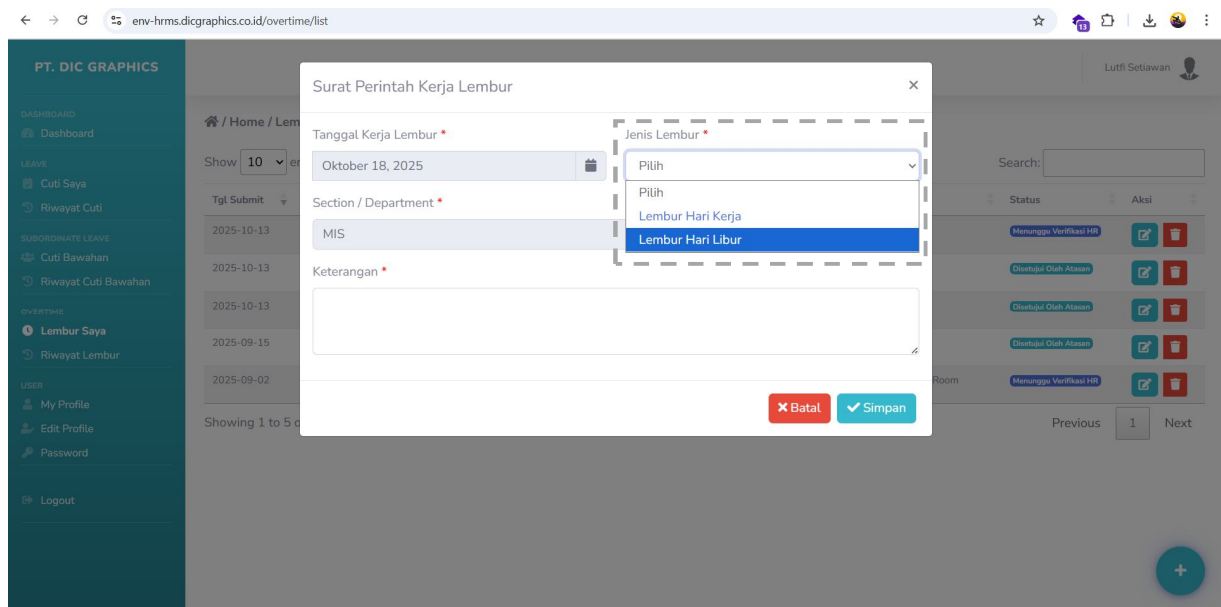 env-hrms.dicgraphics.co.id/overtime/list
13
PT. DIC GRAPHICS
Lutfi Setiawan
DASHBOARD
Dashboard
LEAVE
Cuti Saya
Riwayat Cuti
SUBORDINATE LEAVE
Cuti Bawahan
Riwayat Cuti Bawahan
OVERTIME
Lembur Saya
Riwayat Lembur
USER
My Profile
Edit Profile
Password
Logout
/ Home / Lem
Show 10 er
Search:
Tgl Submit Status Aksi
2025-10-13 Menunggu Verifikasi HR
2025-10-13 Disetujui Oleh Atasan
2025-10-13 Disetujui Oleh Atasan
2025-09-15 Disetujui Oleh Atasan
2025-09-02 Room Menunggu Verifikasi HR
Showing 1 to 5 o
Previous 1 Next
Surat Perintah Kerja Lembur ×
Tanggal Kerja Lembur * Jenis Lembur *
Oktober 18, 2025 Pilih
Pilih
Section / Department *
Lembur Hari Kerja
MIS
Lembur Hari Libur
Keterangan *
Batal Simpan
+